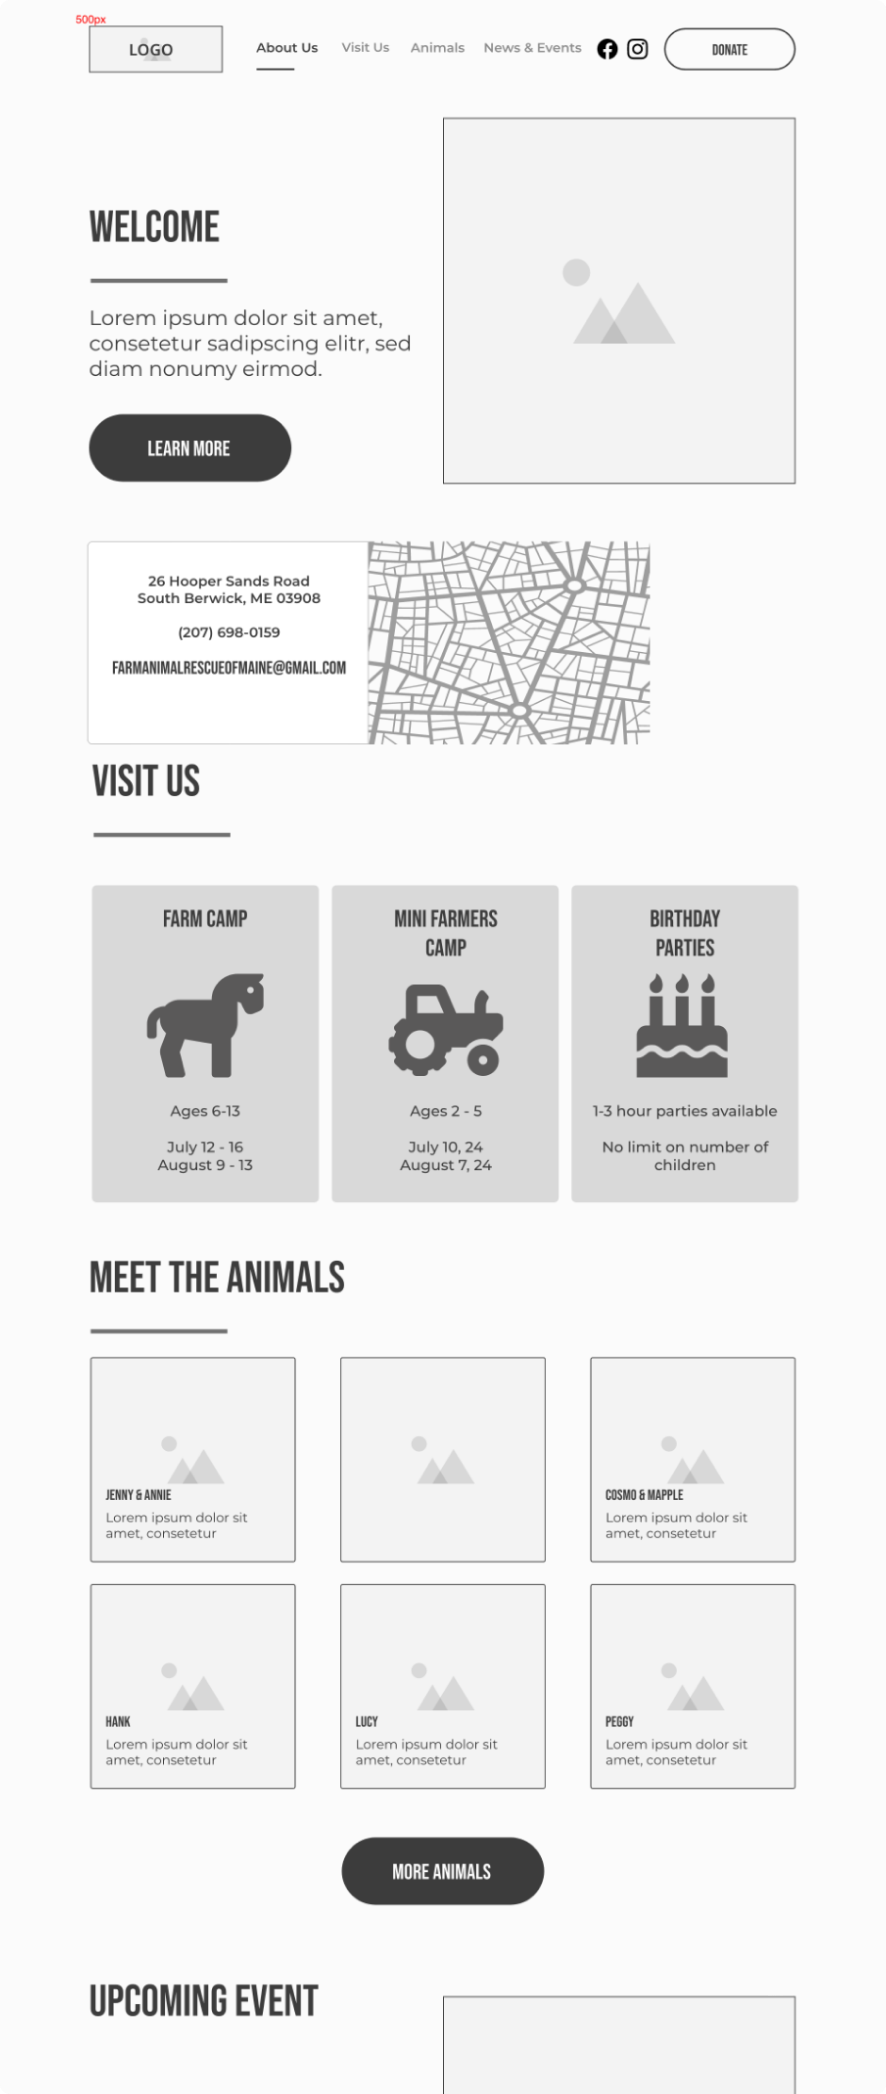 500px
LOGO
About Us
Visit Us
Animals
News & Events
DONATE
WELCOME
Lorem ipsum dolor sit amet,
consetetur sadipscing elitr, sed
diam nonumy eirmod.
LEARN MORE
26 Hooper Sands Road
South Berwick, ME 03908
(207) 698-0159
FARMANIMALRESCUEOFMAINE@GMAIL.COM
VISIT US
FARM CAMP
Ages 6-13
July 12 - 16
August 9 - 13
MINI FARMERS
CAMP
Ages 2 - 5
July 10, 24
August 7, 24
BIRTHDAY
PARTIES
1-3 hour parties available
No limit on number of
children
MEET THE ANIMALS
JENNY & ANNIE
Lorem ipsum dolor sit
amet, consetetur
COSMO & MAPPLE
Lorem ipsum dolor sit
amet, consetetur
HANK
Lorem ipsum dolor sit
amet, consetetur
LUCY
Lorem ipsum dolor sit
amet, consetetur
PEGGY
Lorem ipsum dolor sit
amet, consetetur
MORE ANIMALS
UPCOMING EVENT